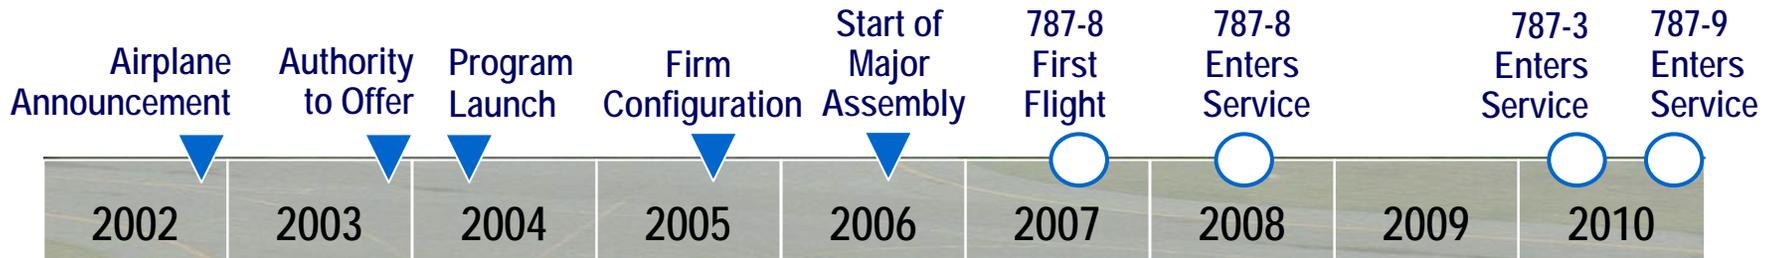 Airplane
Announcement
Authority
to Offer
Program
Launch
Firm
Configuration
Start of
Major
Assembly
787-8
First
Flight
787-8
Enters
Service
787-3
Enters
Service
787-9
Enters
Service
2002
2003
2004
2005
2006
2007
2008
2009
2010